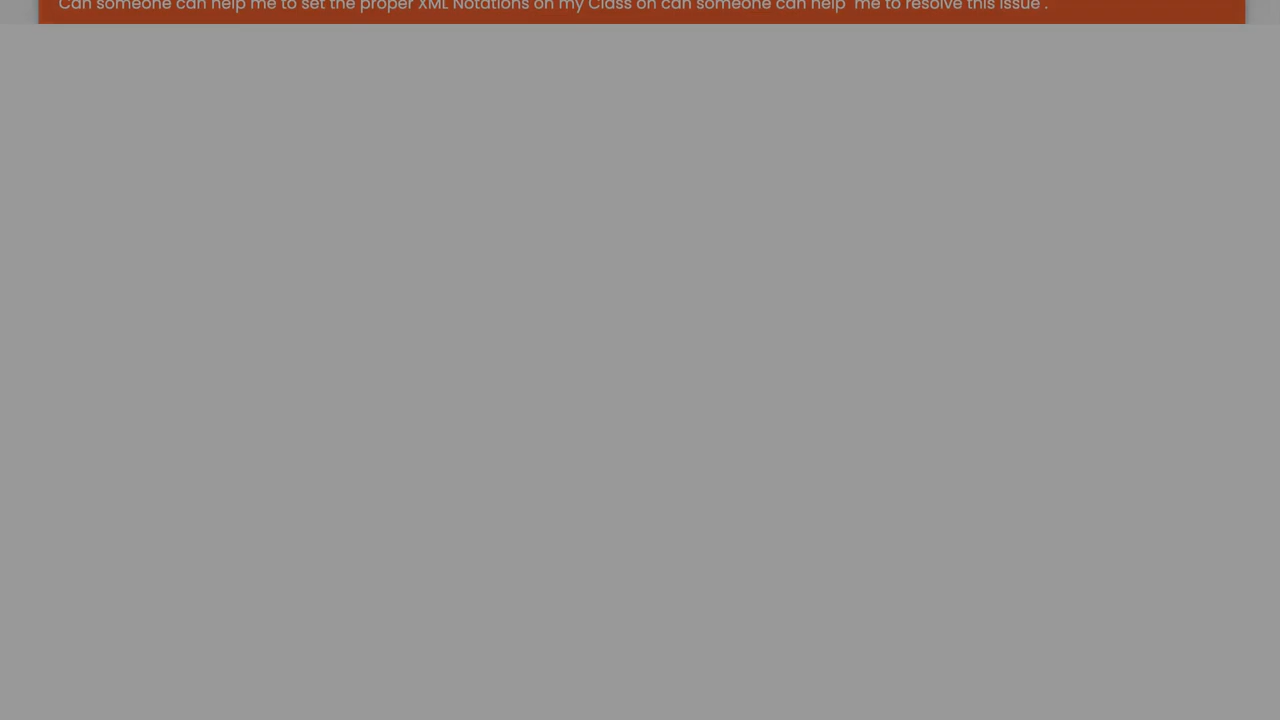 Can someone can help me to set the proper XML Notations on my Class on can someone can help  me to resolve this issue .